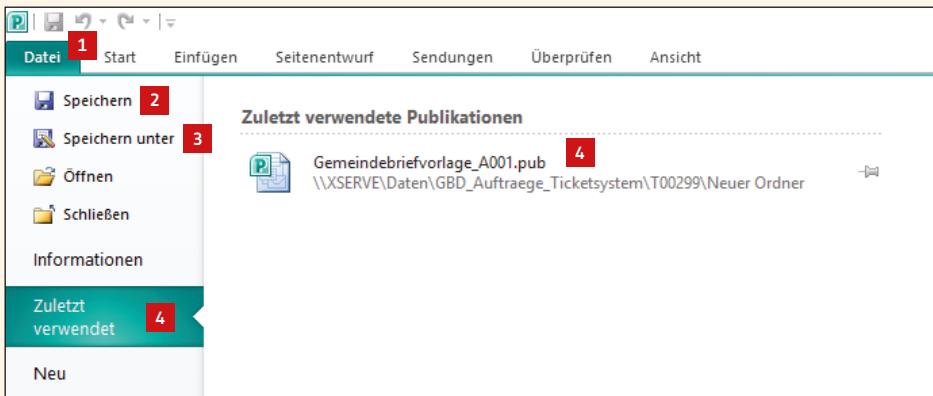 Datei 1 Start Einfügen Seitenentwurf Sendungen Überprüfen Ansicht
Speichern 2
Speichern unter 3
Öffnen
Schließen
Informationen
Zuletzt
verwendet 4
Neu
Zuletzt verwendete Publikationen
Gemeindebriefvorlage_A001.pub 4
\\XSERVE\Daten\GBD_Auftraege_Ticketsystem\T00299\Neuer Ordner